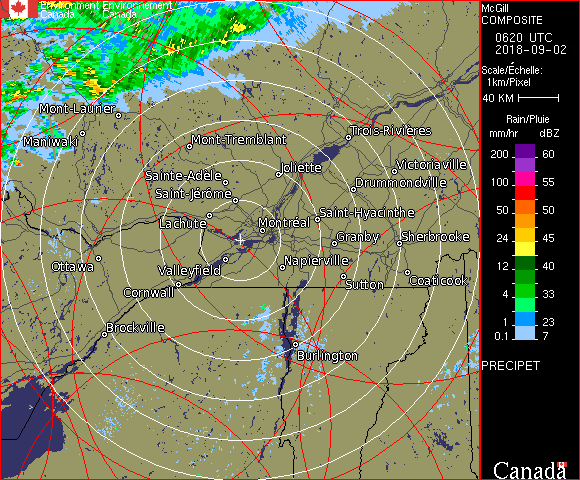 Environment Environnement
Canada Canada
McGill
COMPOSITE
0620 UTC
2018-09-02
Scale/Échelle:
1km/Pixel
40 KM
Rain/Pluie
mm/hr dBZ
200 60
100 55
50 50
24 45
12 40
4 33
1 23
0.1 7
PRECIPET
Canada
Mont-Laurier
Maniwaki
Mont-Tremblant
Trois-Rivières
Joliette
Victoriaville
Sainte-Adèle
Drummondville
Saint-Jérôme
Saint-Hyacinthe
Lachute
Montréal
Granby
Sherbrooke
Ottawa
Valleyfield
Napierville
Cornwall
Sutton
Coaticook
Brockville
Burlington